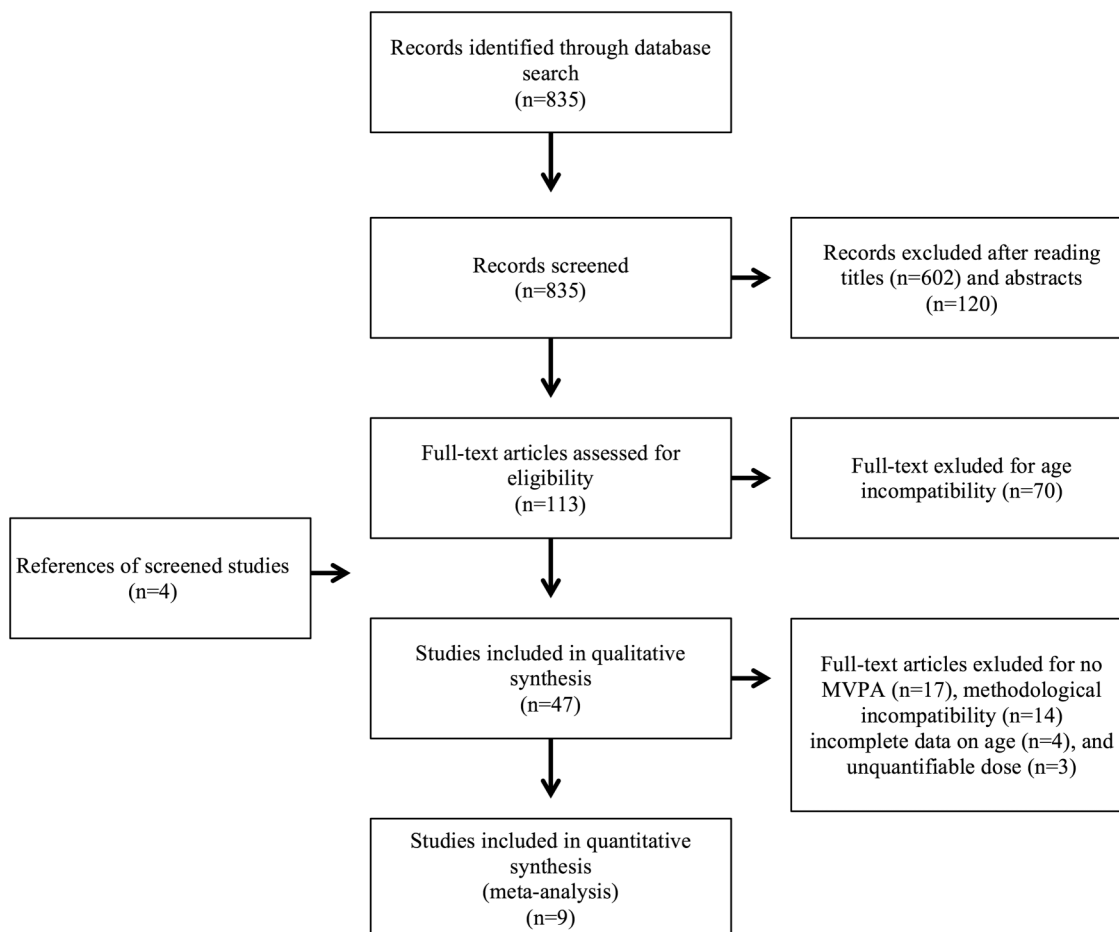 Records identified through database
search
(n=835)
Records screened
(n=835)
Records excluded after reading
titles (n=602) and abstracts
(n=120)
Full-text articles assessed for
eligibility
(n=113)
Full-text exluded for age
incompatibility (n=70)
References of screened studies
(n=4)
Studies included in qualitative
synthesis
(n=47)
Full-text articles exluded for no
MVPA (n=17), methodological
incompatibility (n=14)
incomplete data on age (n=4), and
unquantifiable dose (n=3)
Studies included in quantitative
synthesis
(meta-analysis)
(n=9)